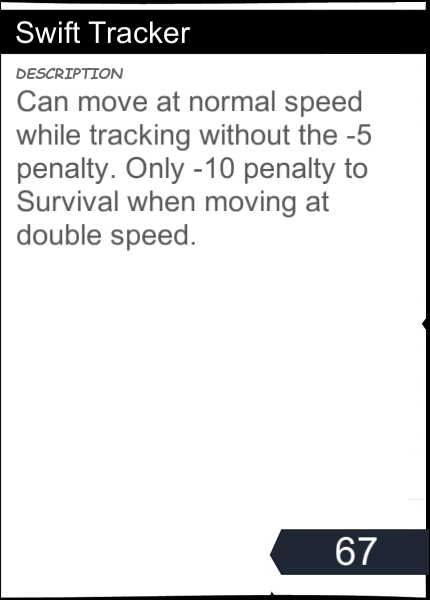 Swift Tracker
DESCRIPTION
Can move at normal speed
while tracking without the -5
penalty. Only -10 penalty to
Survival when moving at
double speed.
67